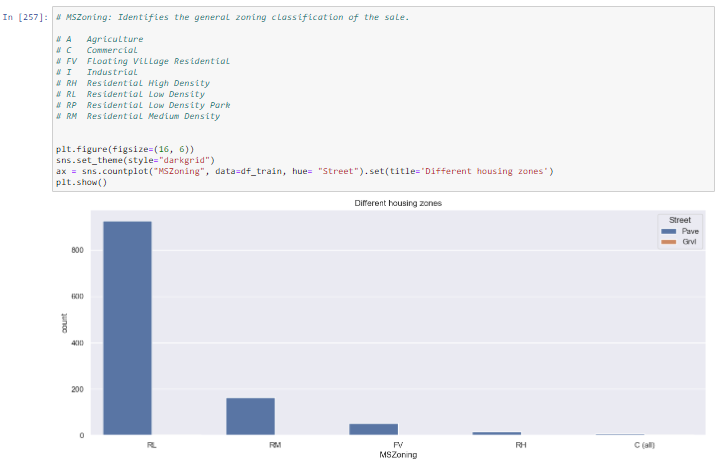 In [257]: # MSZoning: Identifies the general zoning classification of the sale.
# A Agriculture
# C Commercial
# FV Floating Village Residential
# I Industrial
# RH Residential High Density
# RL Residential Low Density
# RP Residential Low Density Park
# RM Residential Medium Density
plt.figure(figsize=(16, 6))
sns.set_theme(style="darkgrid")
ax = sns.countplot("MSZoning", data=df_train, hue= "Street").set(title='Different housing zones')
plt.show()
Different housing zones
Street
Pave
Grvl
800
600
400
200
0
count
RL RM FV RH C (all)
MSZoning